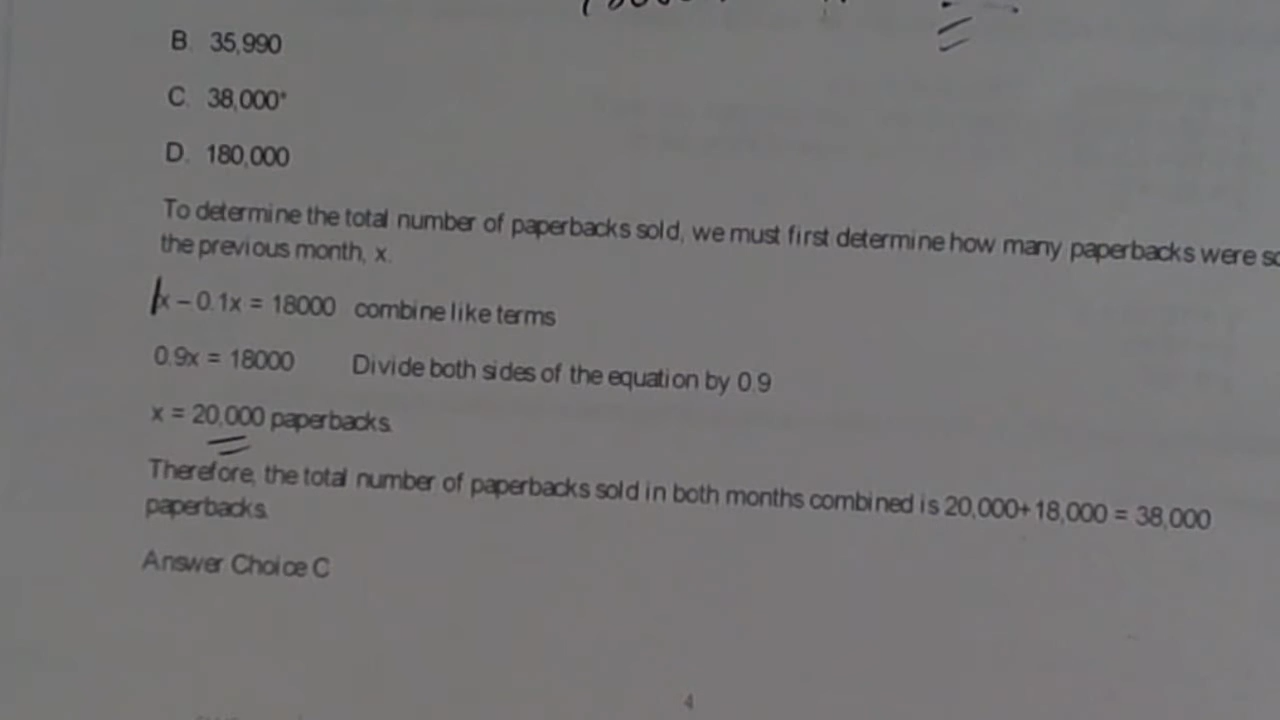 B. 35,990
C. 38,000*
D. 180,000
To determine the total number of paperbacks sold, we must first determine how many paperbacks were
the previous month, x.
x – 0.1x = 18000 combine like terms
0.9x = 18000 Divide both sides of the equation by 0.9
x = 20,000 paperbacks.
Therefore, the total number of paperbacks sold in both months combined is 20,000+18,000 = 38,000
paperbacks.
Answer Choice C
4